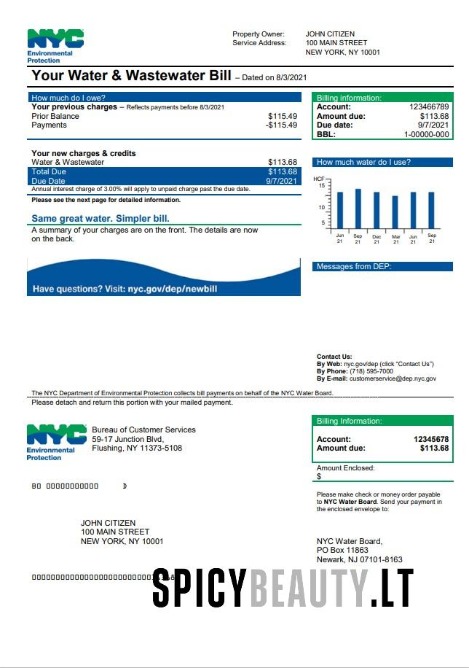 NYC
Environmental
Protection
Property Owner: JOHN CITIZEN
Service Address: 100 MAIN STREET
NEW YORK, NY 10001
Your Water & Wastewater Bill – Dated on 8/3/2021
How much do I owe?
Your previous charges – Reflects payments before 8/3/2021
Prior Balance $115.49
Payments -$115.49
Your new charges & credits
Water & Wastewater $113.68
Total Due $113.68
Due Date 9/7/2021
Annual interest charge of 3.00% will apply to unpaid charge past the due date.
Please see the next page for detailed information.
Same great water. Simpler bill.
A summary of your charges are on the front. The details are now
on the back.
Have questions? Visit: nyc.gov/dep/newbill
Billing information:
Account: 123466789
Amount due: $113.68
Due date: 9/7/2021
BBL: 1-00000-000
How much water do I use?
HCF
15
10
5
Jun Sep Dec Mar Jun Sep
21 21 21 21 21 21
Messages from DEP:
Contact Us:
By Web: nyc.gov/dep (click "Contact Us")
By Phone: (718) 595-7000
By E-mail: customerservice@dep.nyc.gov
The NYC Department of Environmental Protection collects bill payments on behalf of the NYC Water Board.
Please detach and return this portion with your mailed payment.
NYC
Environmental
Protection
Bureau of Customer Services
59-17 Junction Blvd,
Flushing, NY 11373-5108
Billing Information:
Account: 12345678
Amount due: $113.68
Amount Enclosed:
$
Please make check or money order payable
to NYC Water Board. Send your payment in
the enclosed envelope to:
JOHN CITIZEN
100 MAIN STREET
NEW YORK, NY 10001
NYC Water Board,
PO Box 11863
Newark, NJ 07101-8163
SPICYBEAUTY.LT